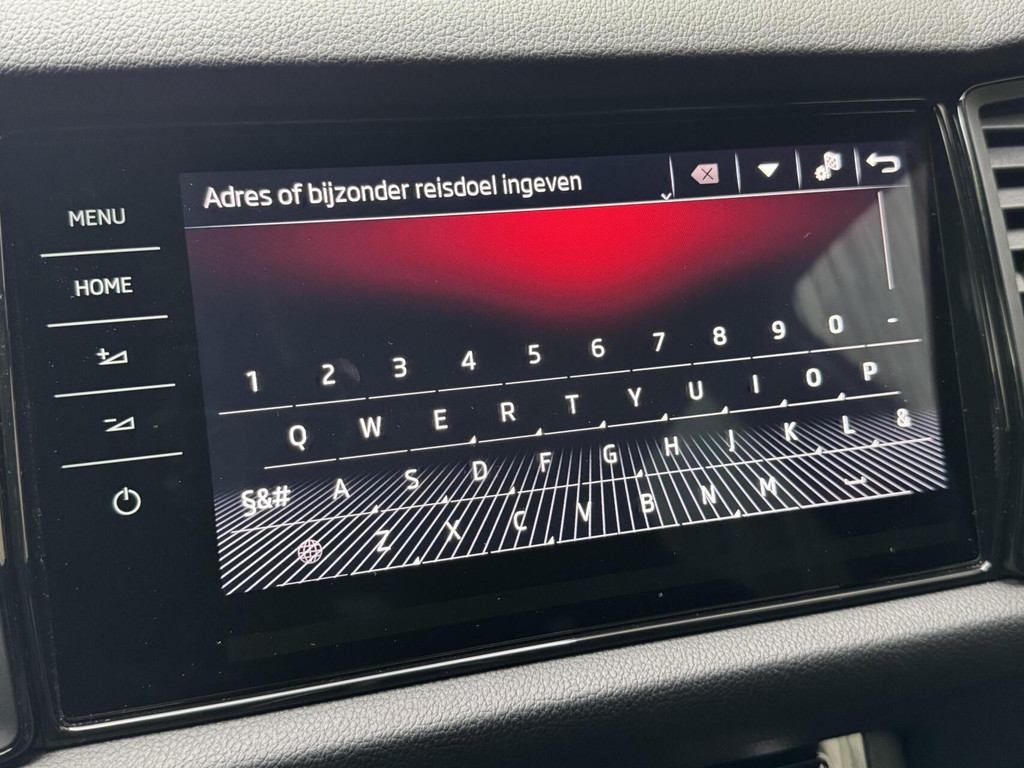 Adres of bijzonder reisdoel ingeven
MENU
HOME
1 2 3 4 5 6 7 8 9 0 -
Q W E R T Y U I O P
§&# A S D F G H J K L &
Z X C V B N M